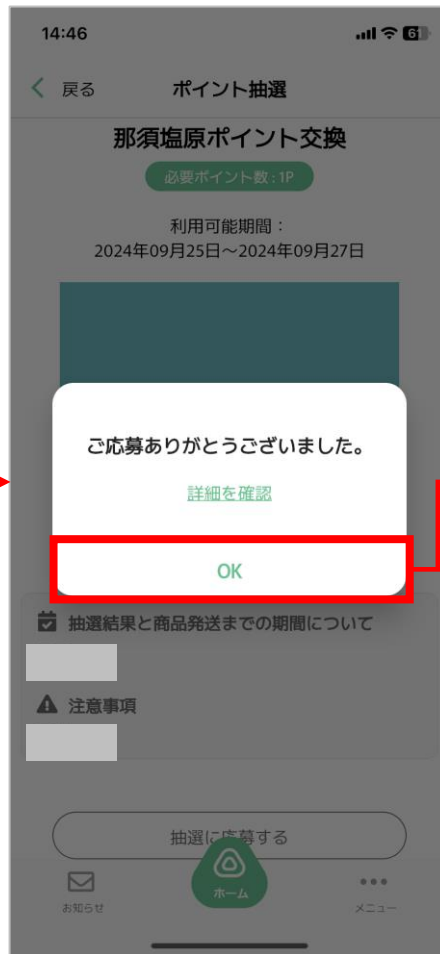 14:46
61
戻る
ポイント抽選
那須塩原ポイント交換
必要ポイント数：1P
利用可能期間：
2024年09月25日～2024年09月27日
ご応募ありがとうございました。
詳細を確認
OK
抽選結果と商品発送までの期間について
注意事項
抽選に応募する
お知らせ
ホーム
メニュー